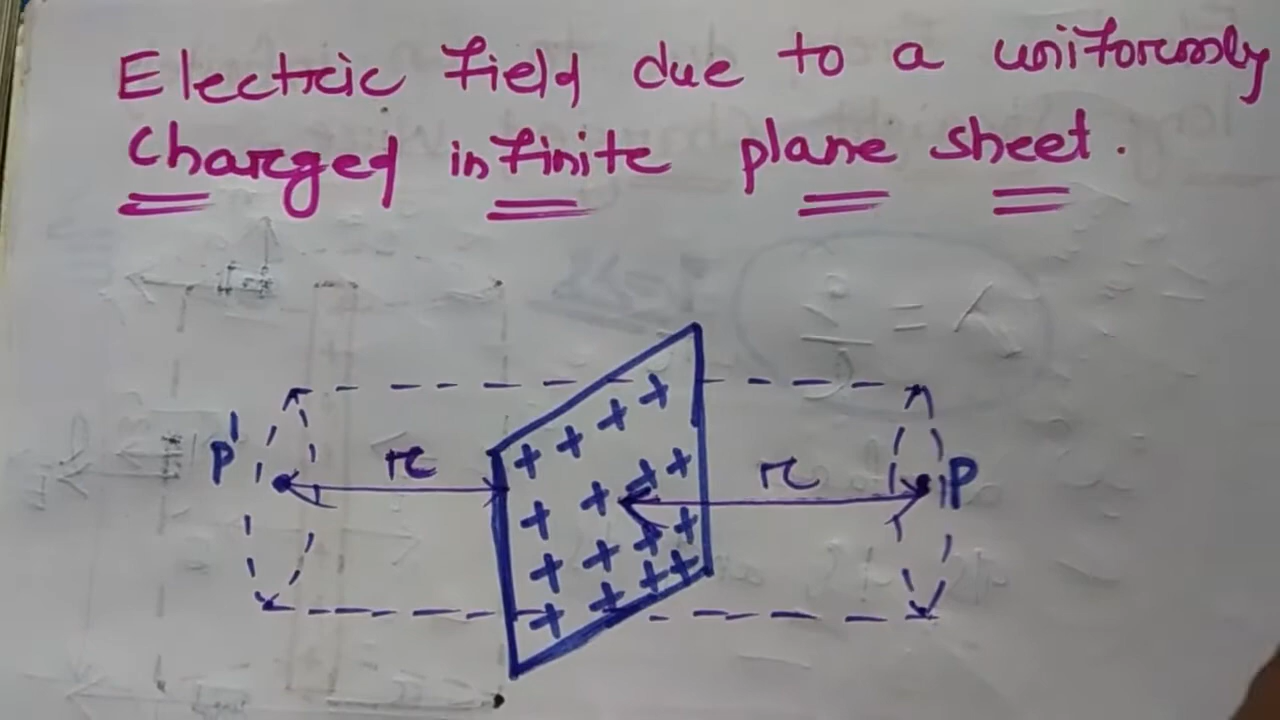 Electric Field due to a uniformly
Charged infinite plane sheet.
+ + + +
P' r + + + + r P
+ + + +
+ + + +
+ +